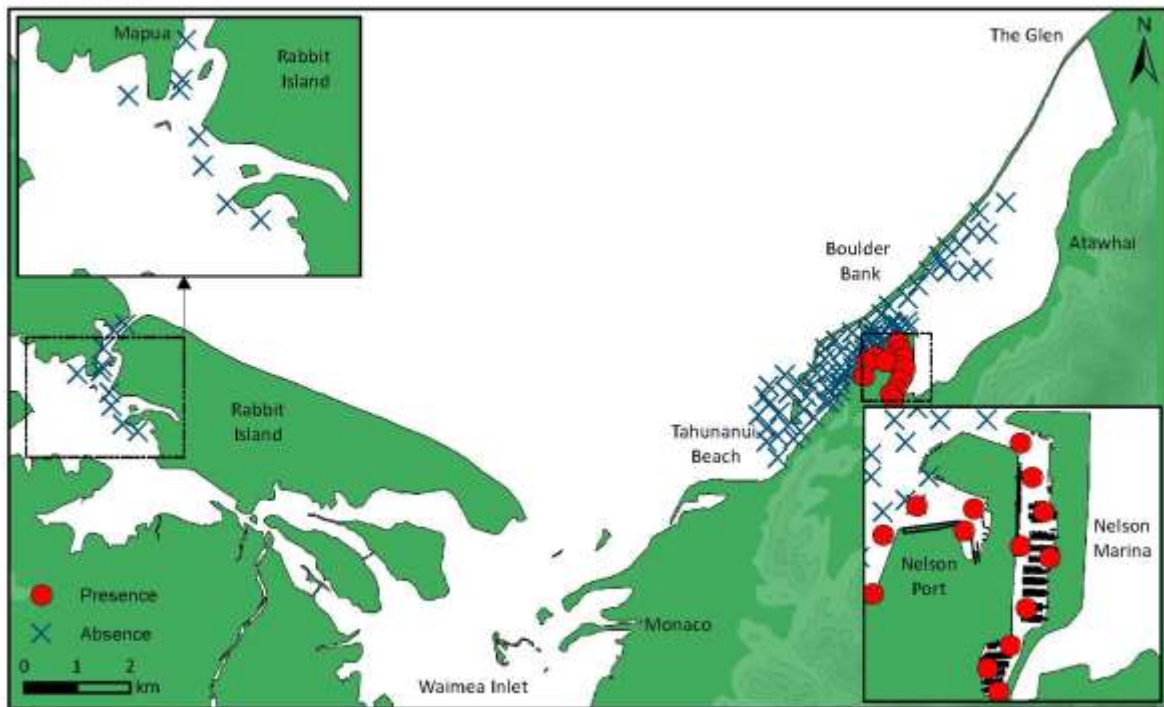 Mapua
Rabbit
Island
The Glen
N
Boulder
Bank
Atawhai
Rabbit
Island
Tahunanui
Beach
Nelson
Marina
Nelson
Port
Presence
Absence
Monaco
0 1 2
km
Waimea Inlet